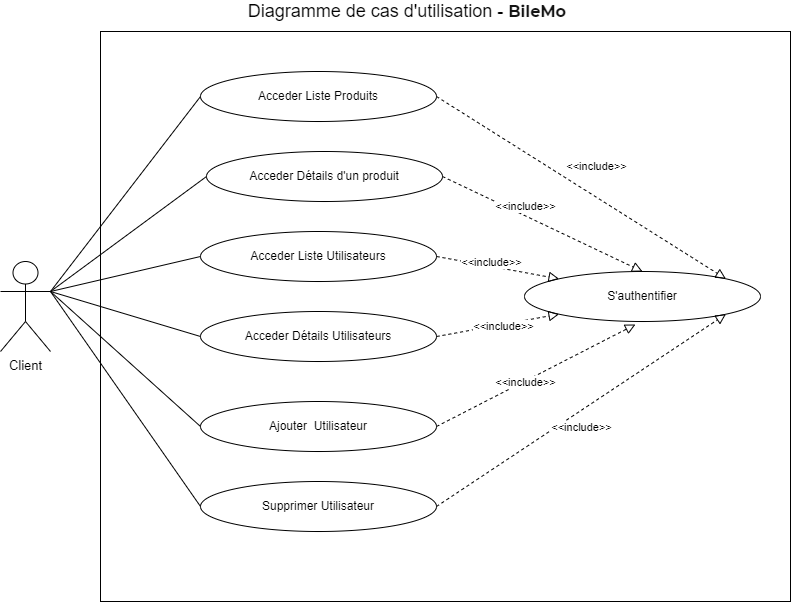 Diagramme de cas d'utilisation - BileMo
Acceder Liste Produits
<<include>>
Acceder Détails d'un produit
<<include>>
Acceder Liste Utilisateurs
<<include>>
S'authentifier
Acceder Détails Utilisateurs
<<include>>
Client
<<include>>
Ajouter  Utilisateur
<<include>>
Supprimer Utilisateur